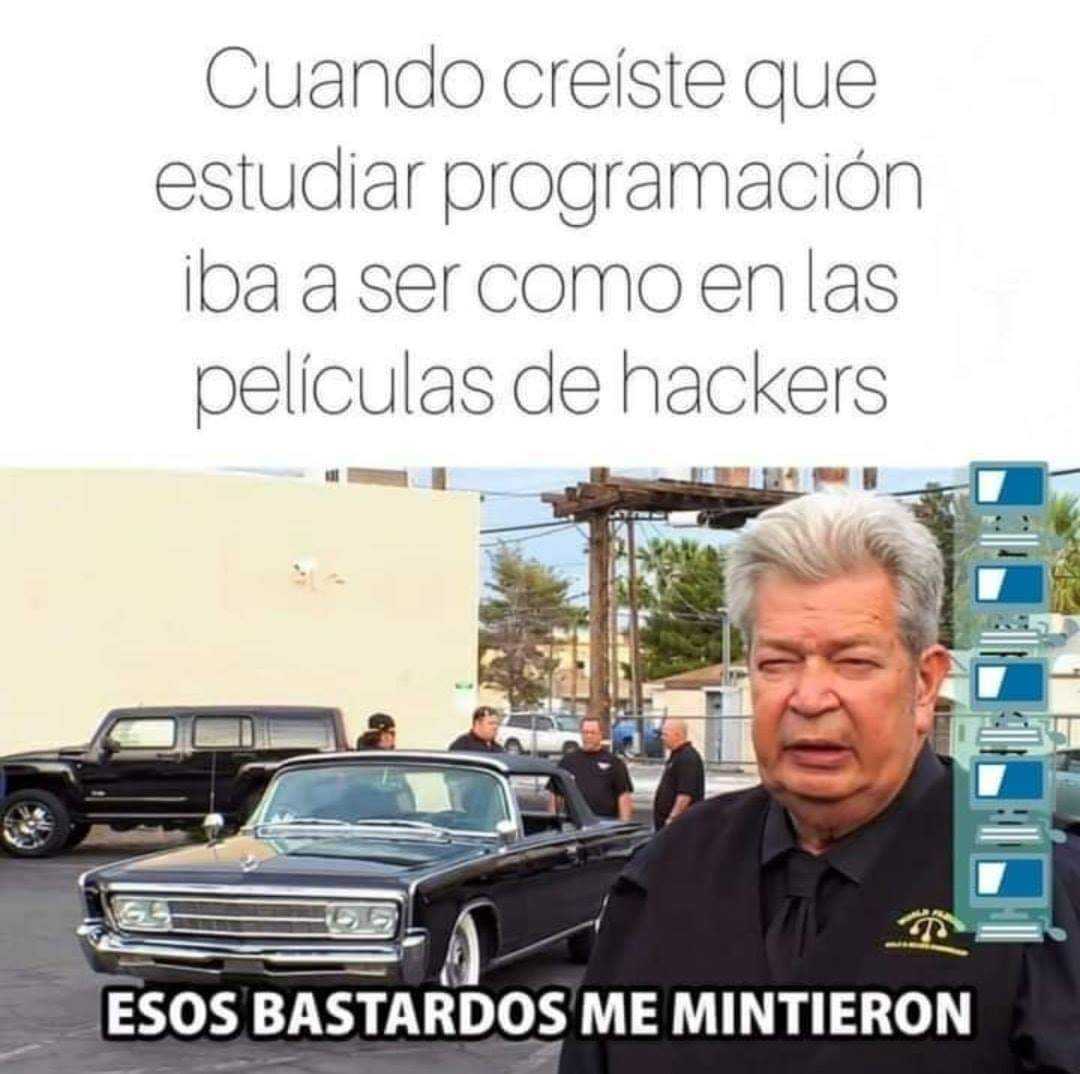 Cuando creíste que
estudiar programación
iba a ser como en las
películas de hackers
ESOS BASTARDOS ME MINTIERON